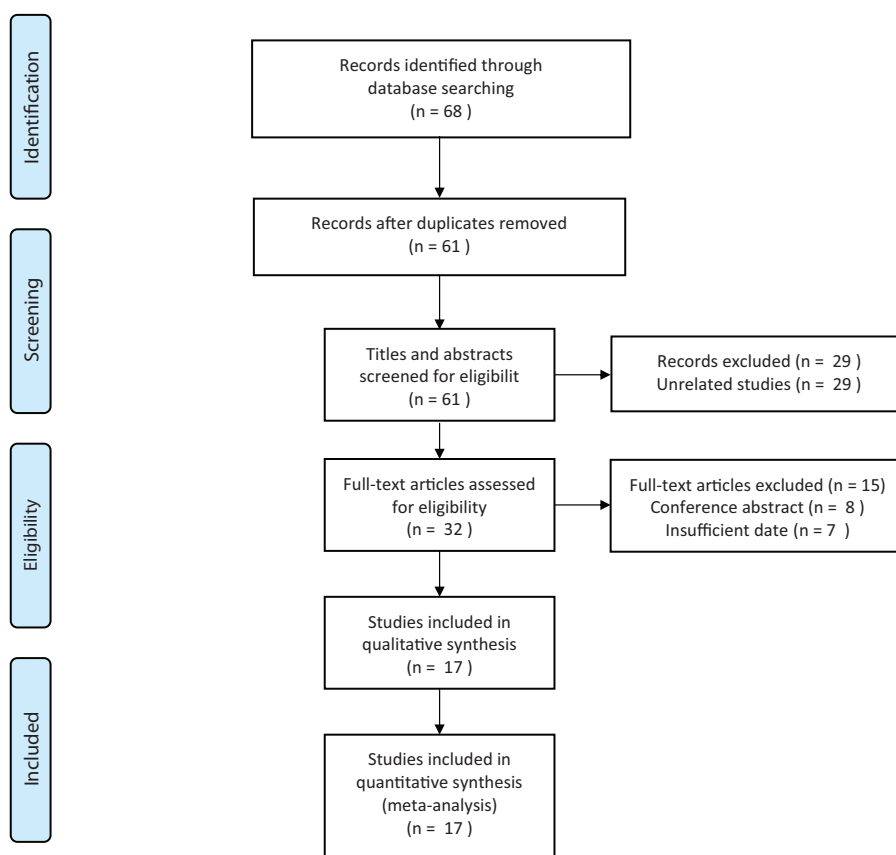 Identification
Records identified through
database searching
(n = 68 )
Records after duplicates removed
(n = 61 )
Screening
Titles and abstracts
screened for eligibilit
(n = 61 )
Records excluded (n =  29 )
Unrelated studies (n = 29 )
Eligibility
Full-text articles assessed
for eligibility
(n =  32 )
Full-text articles excluded (n = 15)
Conference abstract (n =  8 )
Insufficient date (n = 7  )
Studies included in
qualitative synthesis
(n =  17 )
Included
Studies included in
quantitative synthesis
(meta-analysis)
(n =  17 )